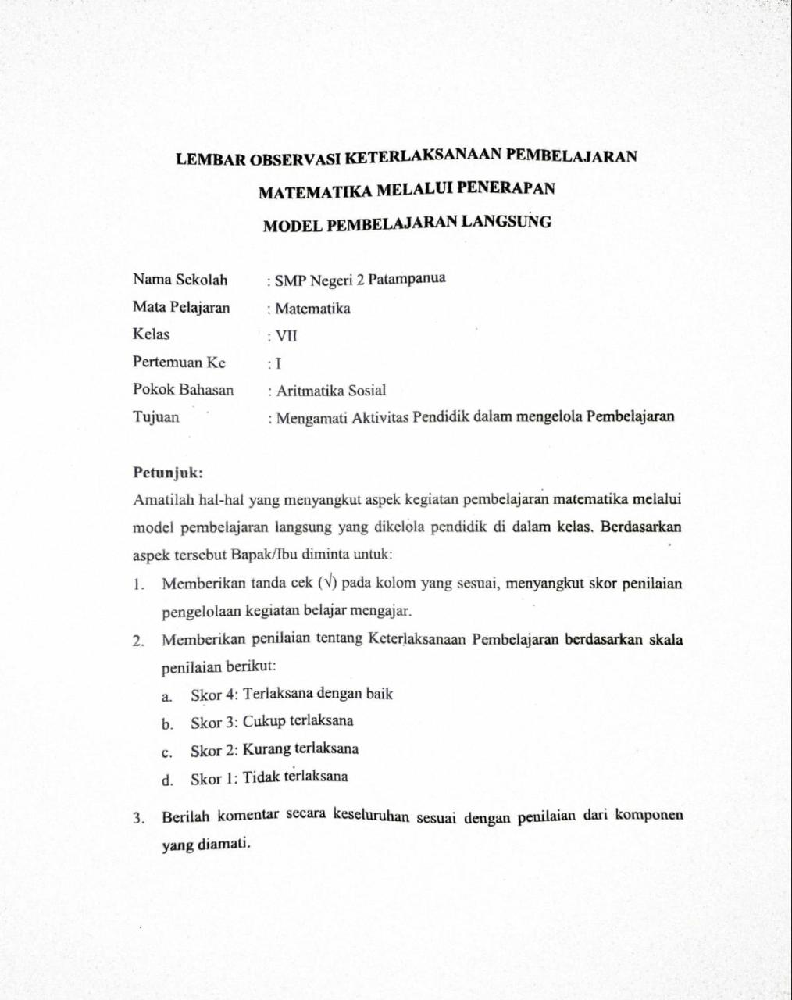 LEMBAR OBSERVASI KETERLAKSANAAN PEMBELAJARAN
MATEMATIKA MELALUI PENERAPAN
MODEL PEMBELAJARAN LANGSUNG
Nama Sekolah : SMP Negeri 2 Patampanua
Mata Pelajaran : Matematika
Kelas : VII
Pertemuan Ke : I
Pokok Bahasan : Aritmatika Sosial
Tujuan : Mengamati Aktivitas Pendidik dalam mengelola Pembelajaran
Petunjuk:
Amatilah hal-hal yang menyangkut aspek kegiatan pembelajaran matematika melalui
model pembelajaran langsung yang dikelola pendidik di dalam kelas. Berdasarkan
aspek tersebut Bapak/Ibu diminta untuk:
1. Memberikan tanda cek (√) pada kolom yang sesuai, menyangkut skor penilaian
pengelolaan kegiatan belajar mengajar.
2. Memberikan penilaian tentang Keterlaksanaan Pembelajaran berdasarkan skala
penilaian berikut:
a. Skor 4: Terlaksana dengan baik
b. Skor 3: Cukup terlaksana
c. Skor 2: Kurang terlaksana
d. Skor 1: Tidak terlaksana
3. Berilah komentar secara keseluruhan sesuai dengan penilaian dari komponen
yang diamati.